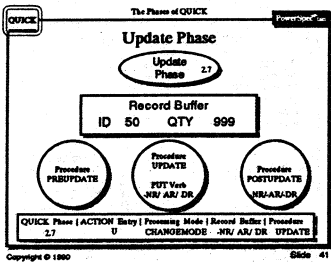 The Phases of QUICK
QUICK
PowerSpec
Update Phase
Update
Phase 2.7
Record Buffer
ID 50 QTY 999
Procedure
PREUPDATE
Procedure
UPDATE
PUT Verb
-NR/ AR/ DR
Procedure
POSTUPDATE
-NR/-AR/-DR
QUICK Phase | ACTION Entry | Processing Mode | Record Buffer | Procedure
2.7 U CHANGEMODE -NR/ AR/ DR UPDATE
Copyright © 1990
Slide 41